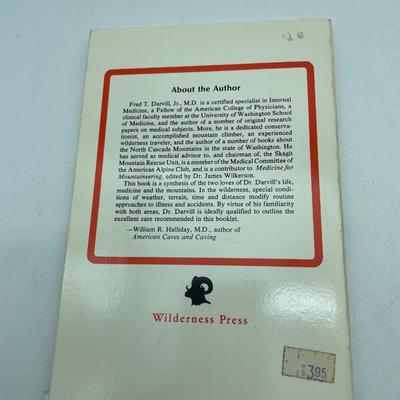 About the Author
Fred T. Darvill, Jr., M.D. is a certified specialist in Internal
Medicine, a Fellow of the American College of Physicians, a
clinical faculty member at the University of Washington School
of Medicine, and the author of a number of original research
papers on medical subjects. More, he is a dedicated conserva-
tionist, an accomplished mountain climber, an experienced
wilderness traveler, and the author of a number of books about
the North Cascade Mountains in the state of Washington. He
has served as medical advisor to, and chairman of, the Skagit
Mountain Rescue Unit, is a member of the Medical Committee of
the American Alpine Club, and is a contributor to Medicine for
Mountaineering, edited by Dr. James Wilkerson.
This book is a synthesis of the two loves of Dr. Darvill's life,
medicine and the mountains. In the wilderness, special condi-
tions of weather, terrain, time and distance modify routine
approaches to illness and accidents. By virtue of his familiarity
with both areas, Dr. Darvill is ideally qualified to outline the
excellent care recommended in this booklet.
—William R. Halliday, M.D., author of
American Caves and Caving
Wilderness Press
395